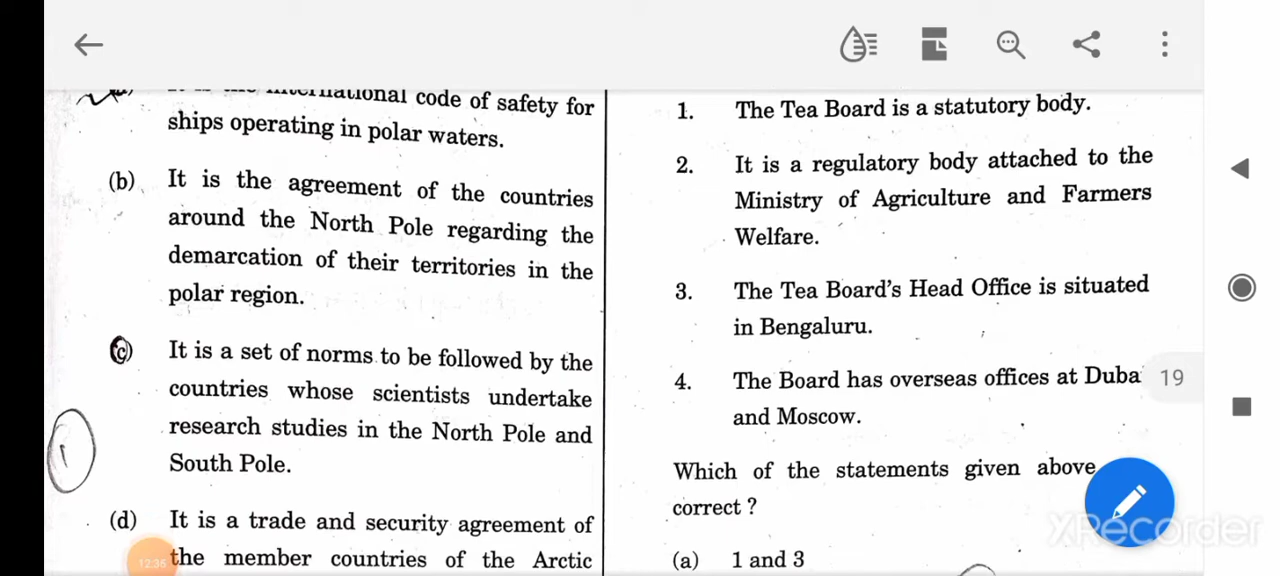 It is the international code of safety for
ships operating in polar waters.
(b) It is the agreement of the countries
around the North Pole regarding the
demarcation of their territories in the
polar region.
(c) It is a set of norms to be followed by the
countries whose scientists undertake
research studies in the North Pole and
South Pole.
(d) It is a trade and security agreement of
the member countries of the Arctic
12:35
1. The Tea Board is a statutory body.
2. It is a regulatory body attached to the
Ministry of Agriculture and Farmers
Welfare.
3. The Tea Board's Head Office is situated
in Bengaluru.
4. The Board has overseas offices at Duba
and Moscow.
Which of the statements given above
correct ?
(a) 1 and 3
19
XRecorder